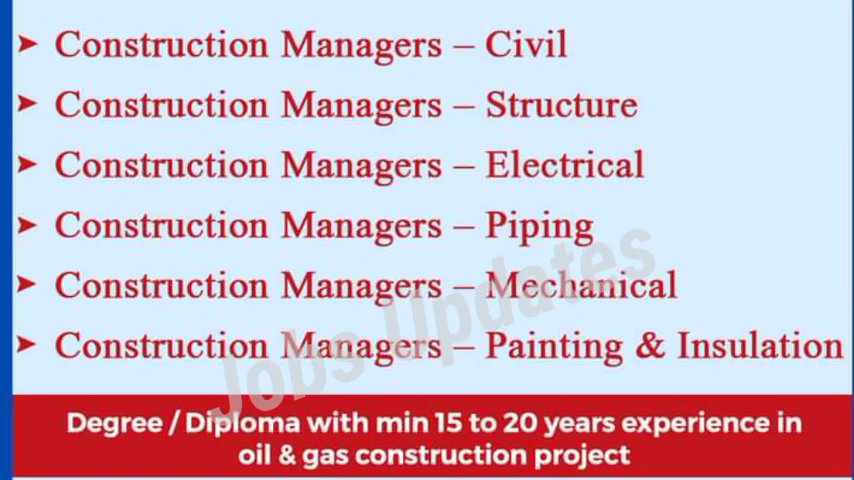 ➤ Construction Managers – Civil
➤ Construction Managers – Structure
➤ Construction Managers – Electrical
➤ Construction Managers – Piping
➤ Construction Managers – Mechanical
➤ Construction Managers – Painting & Insulation
Jobs Updates
Degree / Diploma with min 15 to 20 years experience in
oil & gas construction project